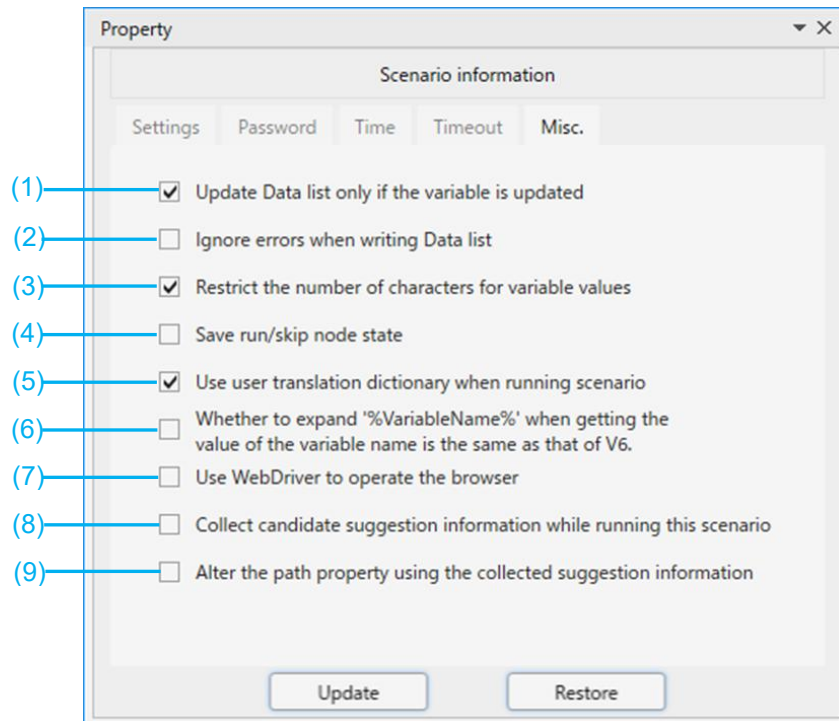 Property
Scenario information
Settings Password Time Timeout Misc.
(1) Update Data list only if the variable is updated
(2) Ignore errors when writing Data list
(3) Restrict the number of characters for variable values
(4) Save run/skip node state
(5) Use user translation dictionary when running scenario
(6) Whether to expand '%VariableName%' when getting the
value of the variable name is the same as that of V6.
(7) Use WebDriver to operate the browser
(8) Collect candidate suggestion information while running this scenario
(9) Alter the path property using the collected suggestion information
Update Restore